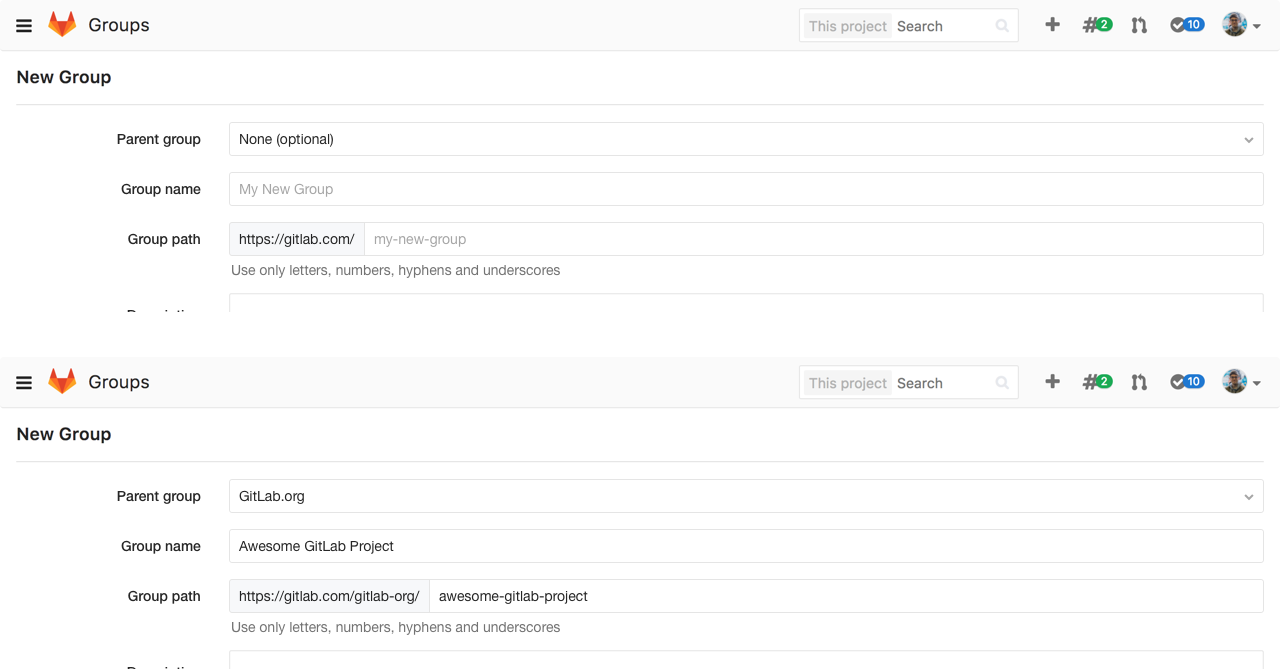 Groups This project Search 2 10
New Group
Parent group None (optional)
Group name My New Group
Group path https://gitlab.com/ my-new-group
Use only letters, numbers, hyphens and underscores
Groups This project Search 2 10
New Group
Parent group GitLab.org
Group name Awesome GitLab Project
Group path https://gitlab.com/gitlab-org/ awesome-gitlab-project
Use only letters, numbers, hyphens and underscores